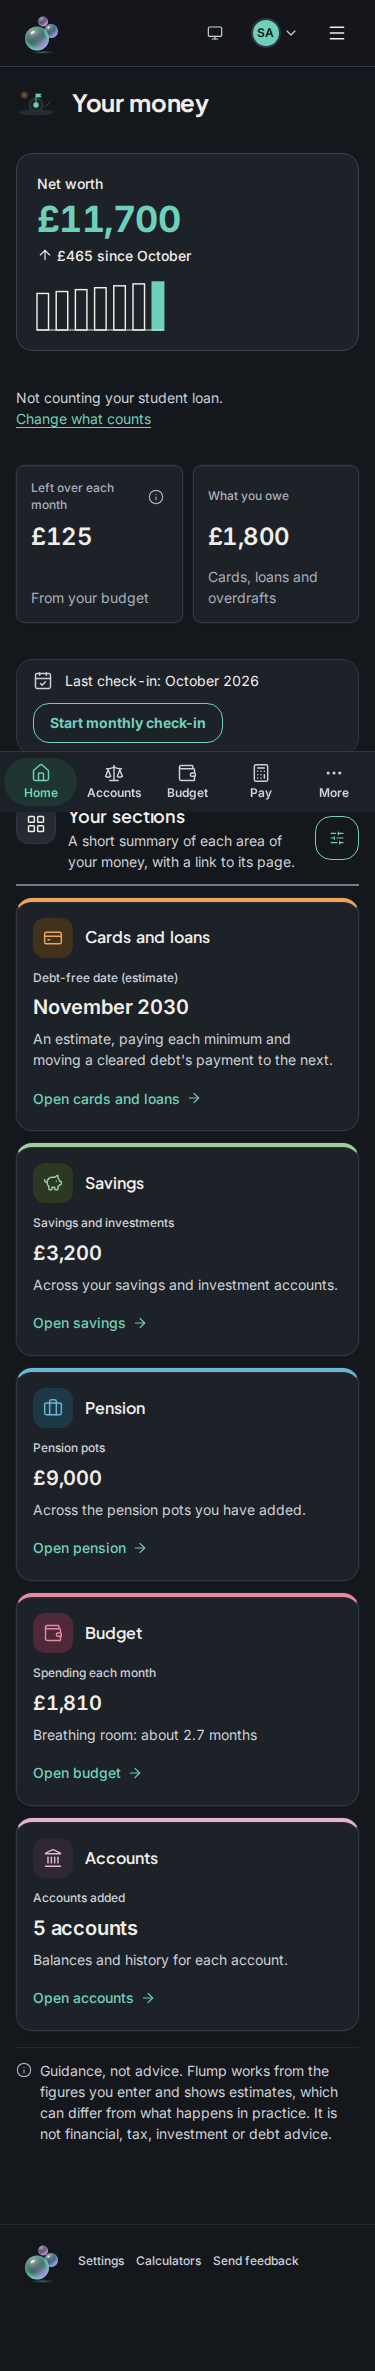 SA
Your money
Net worth
£11,700
↑ £465 since October
Not counting your student loan.
Change what counts
Left over each
month
£125
From your budget
What you owe
£1,800
Cards, loans and
overdrafts
Last check-in: October 2026
Start monthly check-in
Home
Accounts
Budget
Pay
More
Your sections
A short summary of each area of
your money, with a link to its page.
Cards and loans
Debt-free date (estimate)
November 2030
An estimate, paying each minimum and
moving a cleared debt's payment to the next.
Open cards and loans →
Savings
Savings and investments
£3,200
Across your savings and investment accounts.
Open savings →
Pension
Pension pots
£9,000
Across the pension pots you have added.
Open pension →
Budget
Spending each month
£1,810
Breathing room: about 2.7 months
Open budget →
Accounts
Accounts added
5 accounts
Balances and history for each account.
Open accounts →
Guidance, not advice. Flump works from the
figures you enter and shows estimates, which
can differ from what happens in practice. It is
not financial, tax, investment or debt advice.
Settings
Calculators
Send feedback